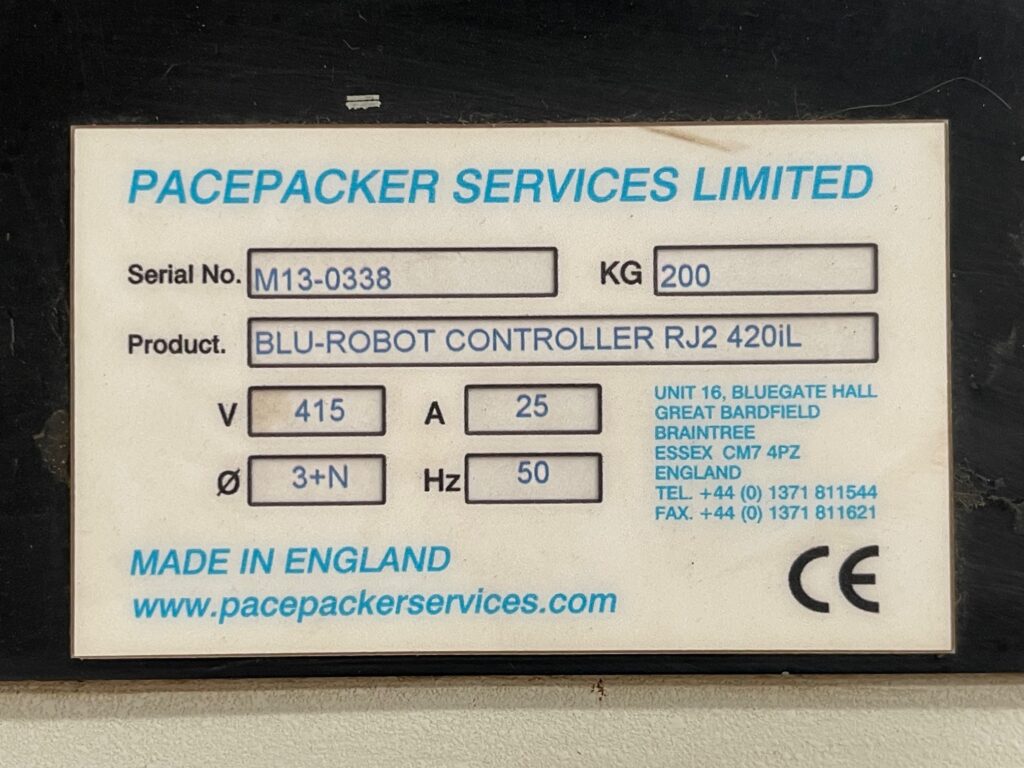 PACEPACKER SERVICES LIMITED
Serial No. M13-0338 KG 200
Product. BLU-ROBOT CONTROLLER RJ2 420iL
V 415 A 25
Ø 3+N Hz 50
UNIT 16, BLUEGATE HALL
GREAT BARDFIELD
BRAINTREE
ESSEX CM7 4PZ
ENGLAND
TEL. +44 (0) 1371 811544
FAX. +44 (0) 1371 811621
MADE IN ENGLAND
www.pacepackerservices.com
CE